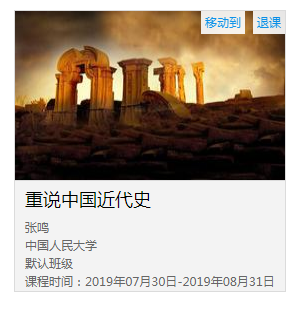 移动到 退课
重说中国近代史
张鸣
中国人民大学
默认班级
课程时间：2019年07月30日-2019年08月31日